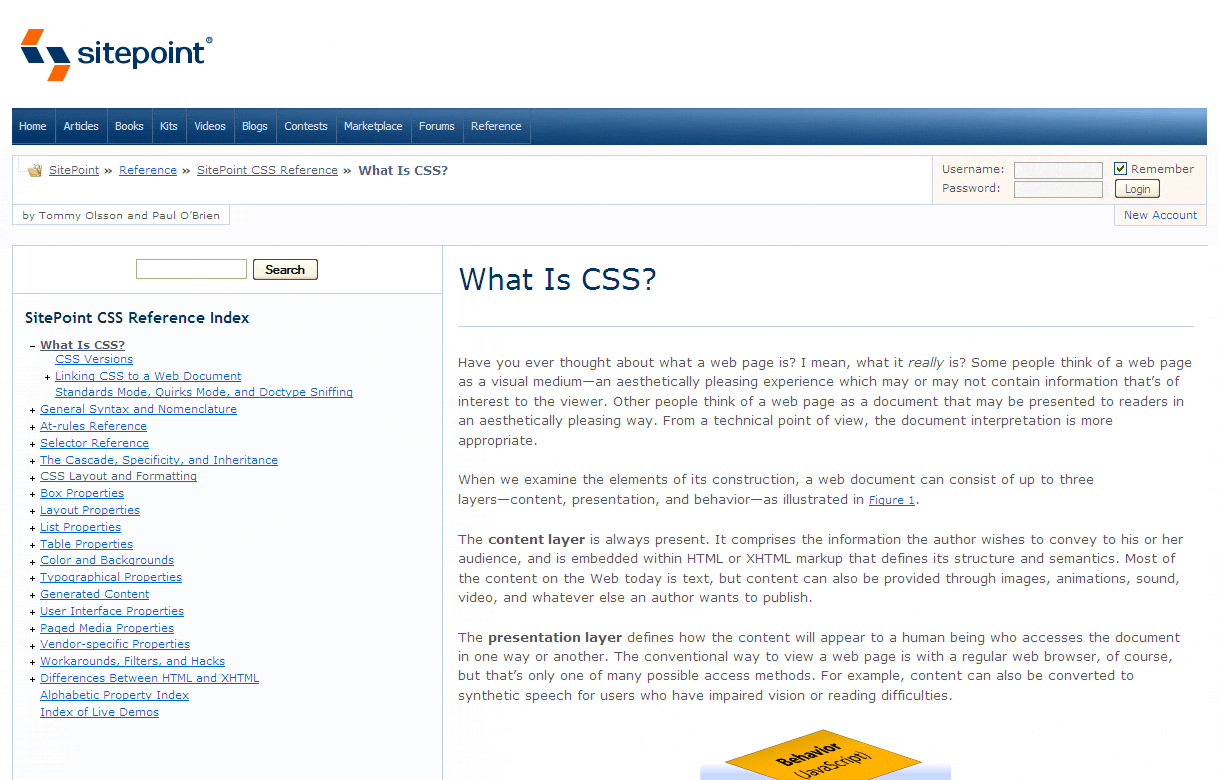 sitepoint®
Home Articles Books Kits Videos Blogs Contests Marketplace Forums Reference
SitePoint » Reference » SitePoint CSS Reference » What Is CSS?
Username:
Remember
Password:
Login
by Tommy Olsson and Paul O'Brien
New Account
Search
SitePoint CSS Reference Index
What Is CSS?
CSS Versions
Linking CSS to a Web Document
Standards Mode, Quirks Mode, and Doctype Sniffing
General Syntax and Nomenclature
At-rules Reference
Selector Reference
The Cascade, Specificity, and Inheritance
CSS Layout and Formatting
Box Properties
Layout Properties
List Properties
Table Properties
Color and Backgrounds
Typographical Properties
Generated Content
User Interface Properties
Paged Media Properties
Vendor-specific Properties
Workarounds, Filters, and Hacks
Differences Between HTML and XHTML
Alphabetic Property Index
Index of Live Demos
What Is CSS?
Have you ever thought about what a web page is? I mean, what it really is? Some people think of a web page
as a visual medium—an aesthetically pleasing experience which may or may not contain information that's of
interest to the viewer. Other people think of a web page as a document that may be presented to readers in
an aesthetically pleasing way. From a technical point of view, the document interpretation is more
appropriate.
When we examine the elements of its construction, a web document can consist of up to three
layers—content, presentation, and behavior—as illustrated in Figure 1.
The content layer is always present. It comprises the information the author wishes to convey to his or her
audience, and is embedded within HTML or XHTML markup that defines its structure and semantics. Most of
the content on the Web today is text, but content can also be provided through images, animations, sound,
video, and whatever else an author wants to publish.
The presentation layer defines how the content will appear to a human being who accesses the document
in one way or another. The conventional way to view a web page is with a regular web browser, of course,
but that's only one of many possible access methods. For example, content can also be converted to
synthetic speech for users who have impaired vision or reading difficulties.
Behavior
(JavaScript)